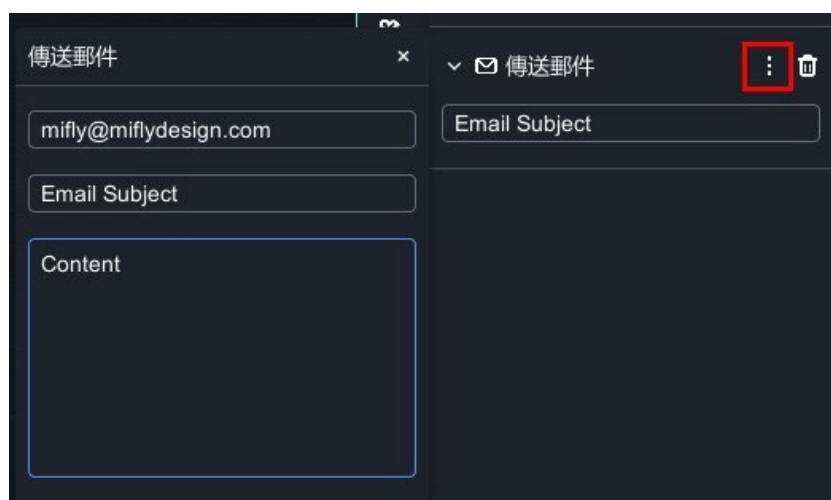 傳送郵件
mifly@miflydesign.com
Email Subject
Content
傳送郵件
Email Subject